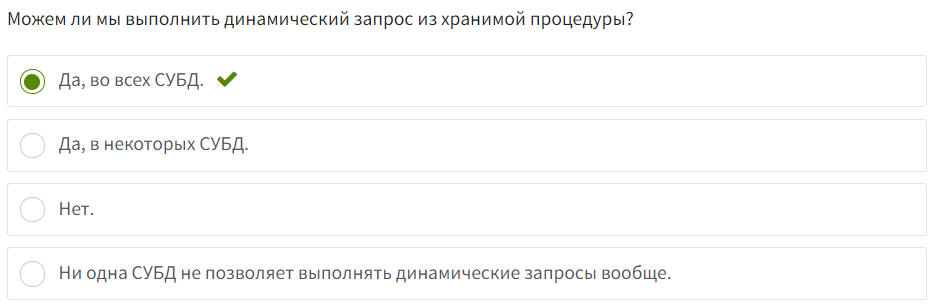 Можем ли мы выполнить динамический запрос из хранимой процедуры?
Да, во всех СУБД.
Да, в некоторых СУБД.
Нет.
Ни одна СУБД не позволяет выполнять динамические запросы вообще.